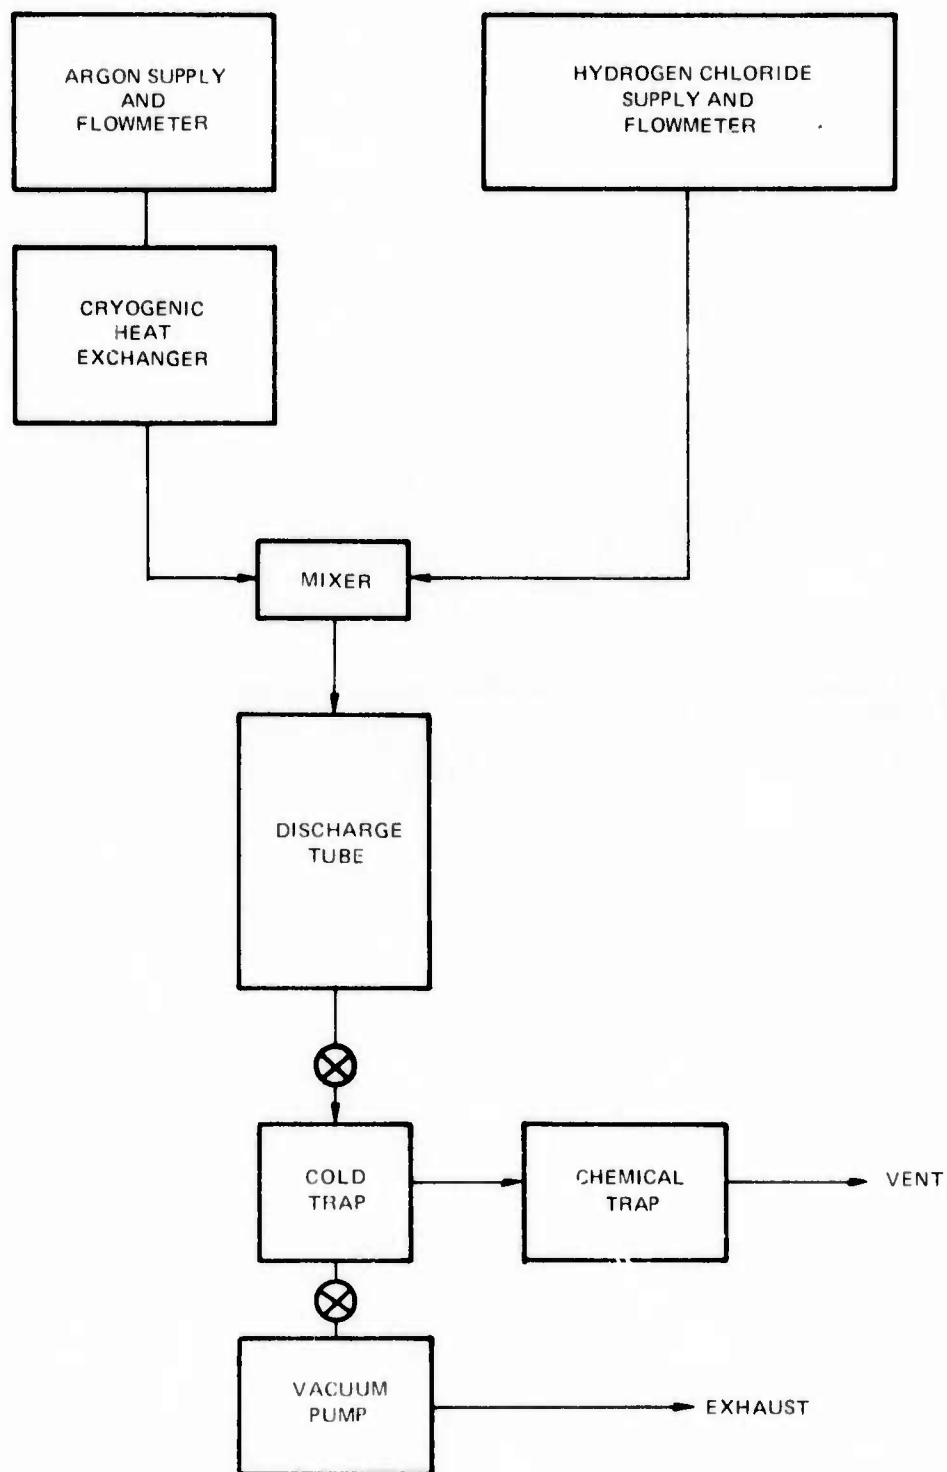 ARGON SUPPLY
AND
FLOWMETER
HYDROGEN CHLORIDE
SUPPLY AND
FLOWMETER
CRYOGENIC
HEAT
EXCHANGER
MIXER
DISCHARGE
TUBE
COLD
TRAP
CHEMICAL
TRAP
VENT
VACUUM
PUMP
EXHAUST